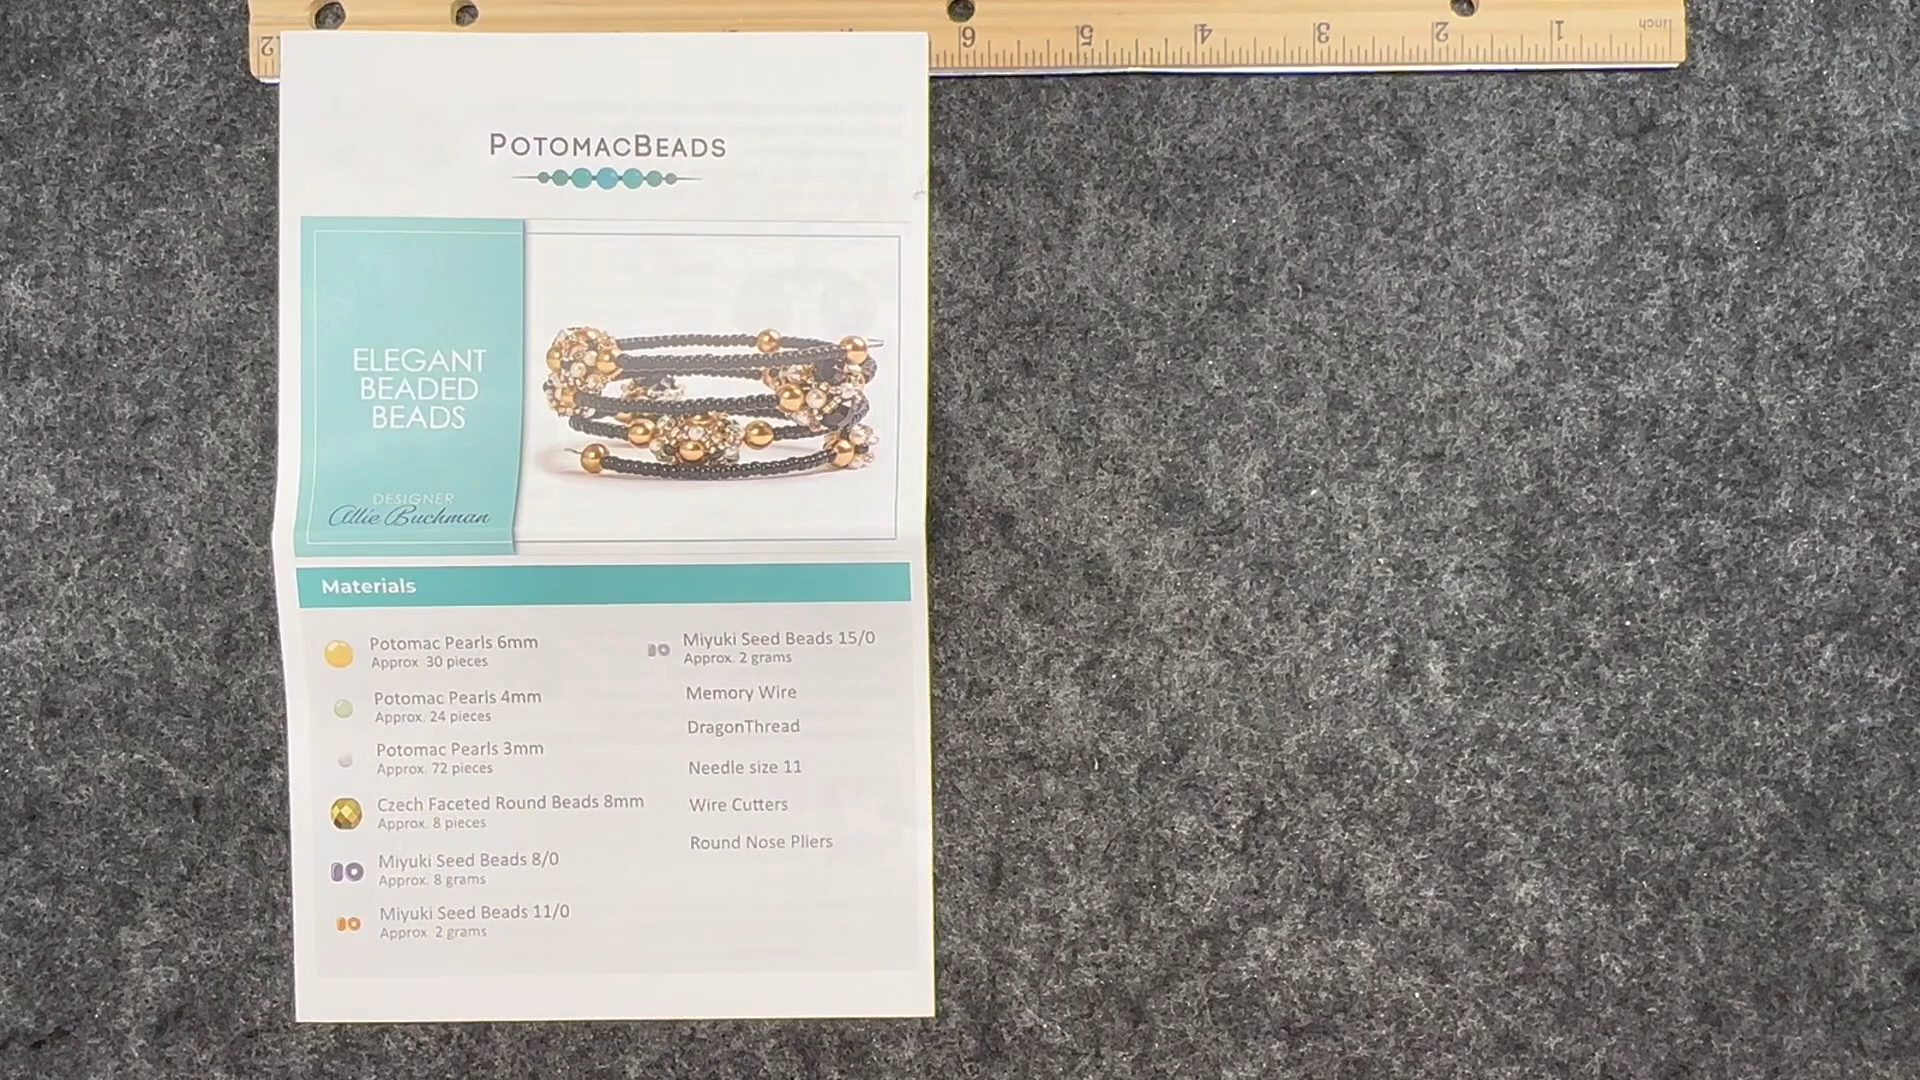 inch 1 2 3 4 5 6 12
POTOMACBEADS
ELEGANT
BEADED
BEADS
DESIGNER
Allie Buchman
Materials
Potomac Pearls 6mm
Approx. 30 pieces
Potomac Pearls 4mm
Approx. 24 pieces
Potomac Pearls 3mm
Approx. 72 pieces
Czech Faceted Round Beads 8mm
Approx. 8 pieces
Miyuki Seed Beads 8/0
Approx. 8 grams
Miyuki Seed Beads 11/0
Approx. 2 grams
Miyuki Seed Beads 15/0
Approx. 2 grams
Memory Wire
DragonThread
Needle size 11
Wire Cutters
Round Nose Pliers